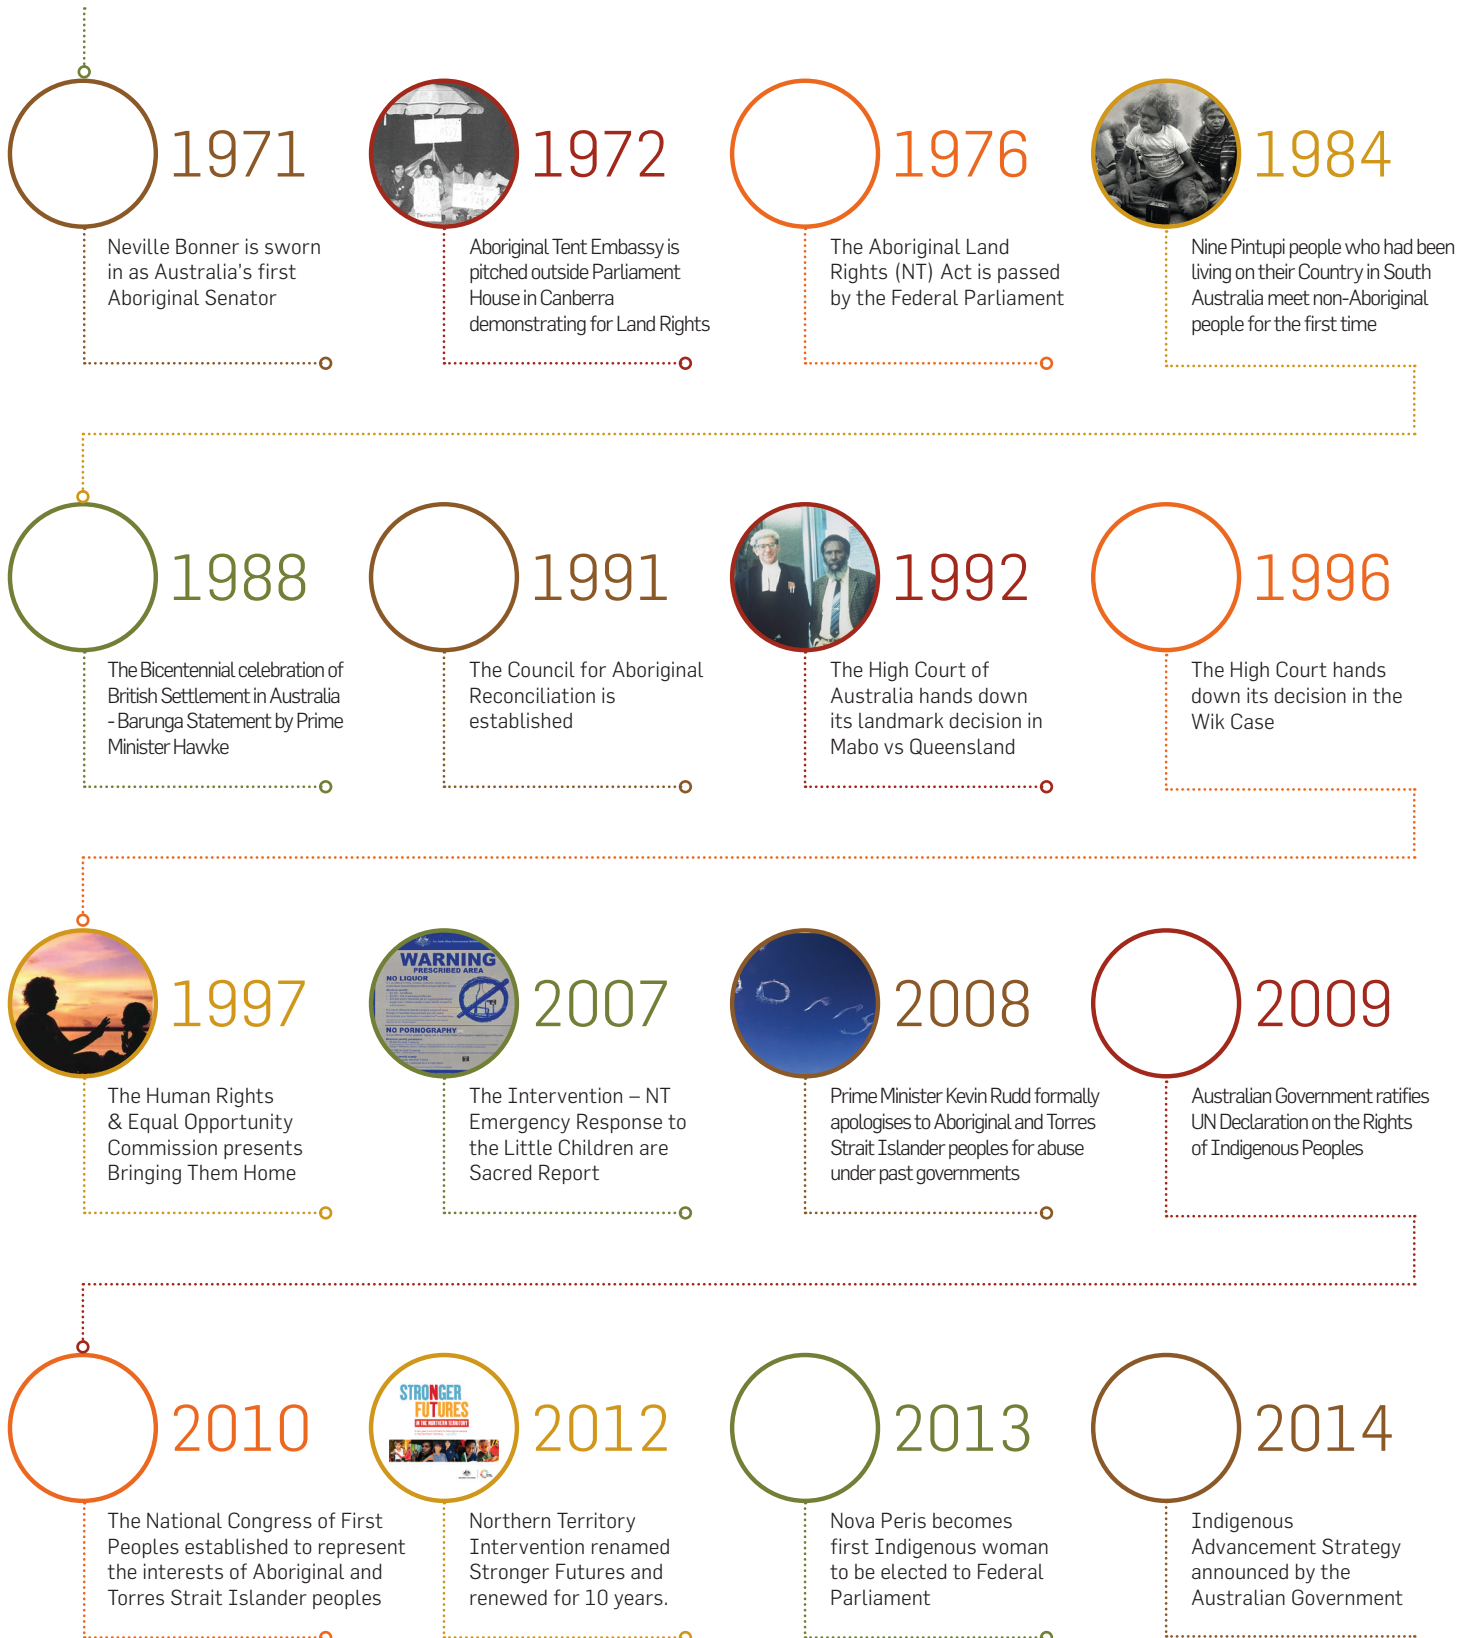 1971
Neville Bonner is sworn
in as Australia's first
Aboriginal Senator
1972
Aboriginal Tent Embassy is
pitched outside Parliament
House in Canberra
demonstrating for Land Rights
1976
The Aboriginal Land
Rights (NT) Act is passed
by the Federal Parliament
1984
Nine Pintupi people who had been
living on their Country in South
Australia meet non-Aboriginal
people for the first time
1988
The Bicentennial celebration of
British Settlement in Australia
- Barunga Statement by Prime
Minister Hawke
1991
The Council for Aboriginal
Reconciliation is
established
1992
The High Court of
Australia hands down
its landmark decision in
Mabo vs Queensland
1996
The High Court hands
down its decision in the
Wik Case
1997
The Human Rights
& Equal Opportunity
Commission presents
Bringing Them Home
WARNING
PRESCRIBED AREA
NO LIQUOR
NO PORNOGRAPHY
2007
The Intervention – NT
Emergency Response to
the Little Children are
Sacred Report
2008
Prime Minister Kevin Rudd formally
apologises to Aboriginal and Torres
Strait Islander peoples for abuse
under past governments
2009
Australian Government ratifies
UN Declaration on the Rights
of Indigenous Peoples
2010
The National Congress of First
Peoples established to represent
the interests of Aboriginal and
Torres Strait Islander peoples
STRONGER
FUTURES
IN THE NORTHERN TERRITORY
2012
Northern Territory
Intervention renamed
Stronger Futures and
renewed for 10 years.
2013
Nova Peris becomes
first Indigenous woman
to be elected to Federal
Parliament
2014
Indigenous
Advancement Strategy
announced by the
Australian Government